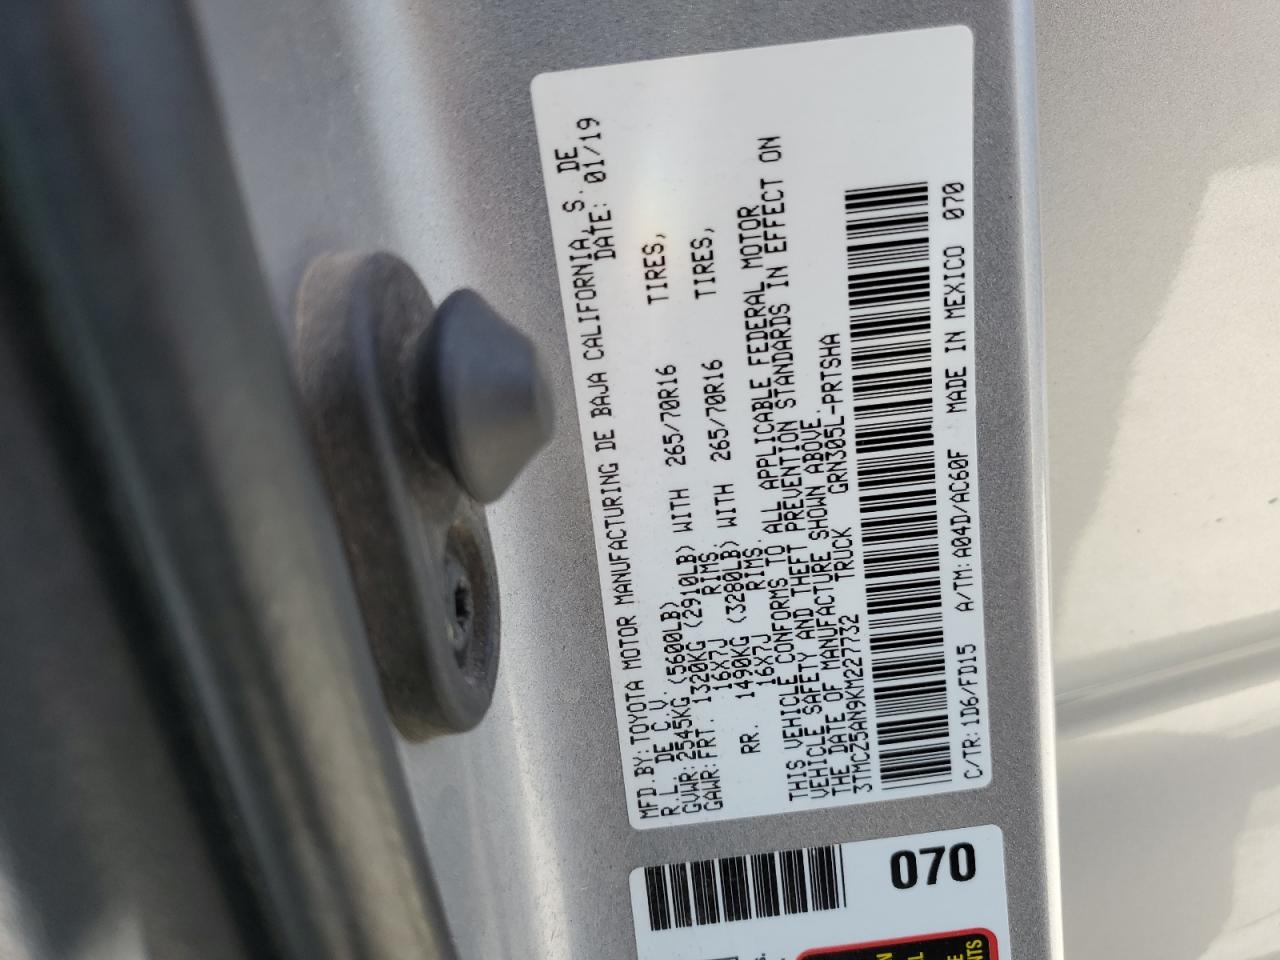 MFD.BY:TOYOTA MOTOR MANUFACTURING DE BAJA CALIFORNIA, S. DE
R.L. DE C.V. DATE: 01/19
GVWR:2545KG (5600LB)
GAWR:FRT. 1320KG (2910LB) WITH 265/70R16 TIRES,
16X7J RIMS.
RR. 1490KG (3280LB) WITH 265/70R16 TIRES,
16X7J RIMS.
THIS VEHICLE CONFORMS TO ALL APPLICABLE FEDERAL MOTOR
VEHICLE SAFETY AND THEFT PREVENTION STANDARDS IN EFFECT ON
THE DATE OF MANUFACTURE SHOWN ABOVE.
3TMCZ5AN9KM227732 TRUCK GRN305L-PRTSHA
C/TR:1D6/FD15 A/TM:A04D/AC60F MADE IN MEXICO 070
070